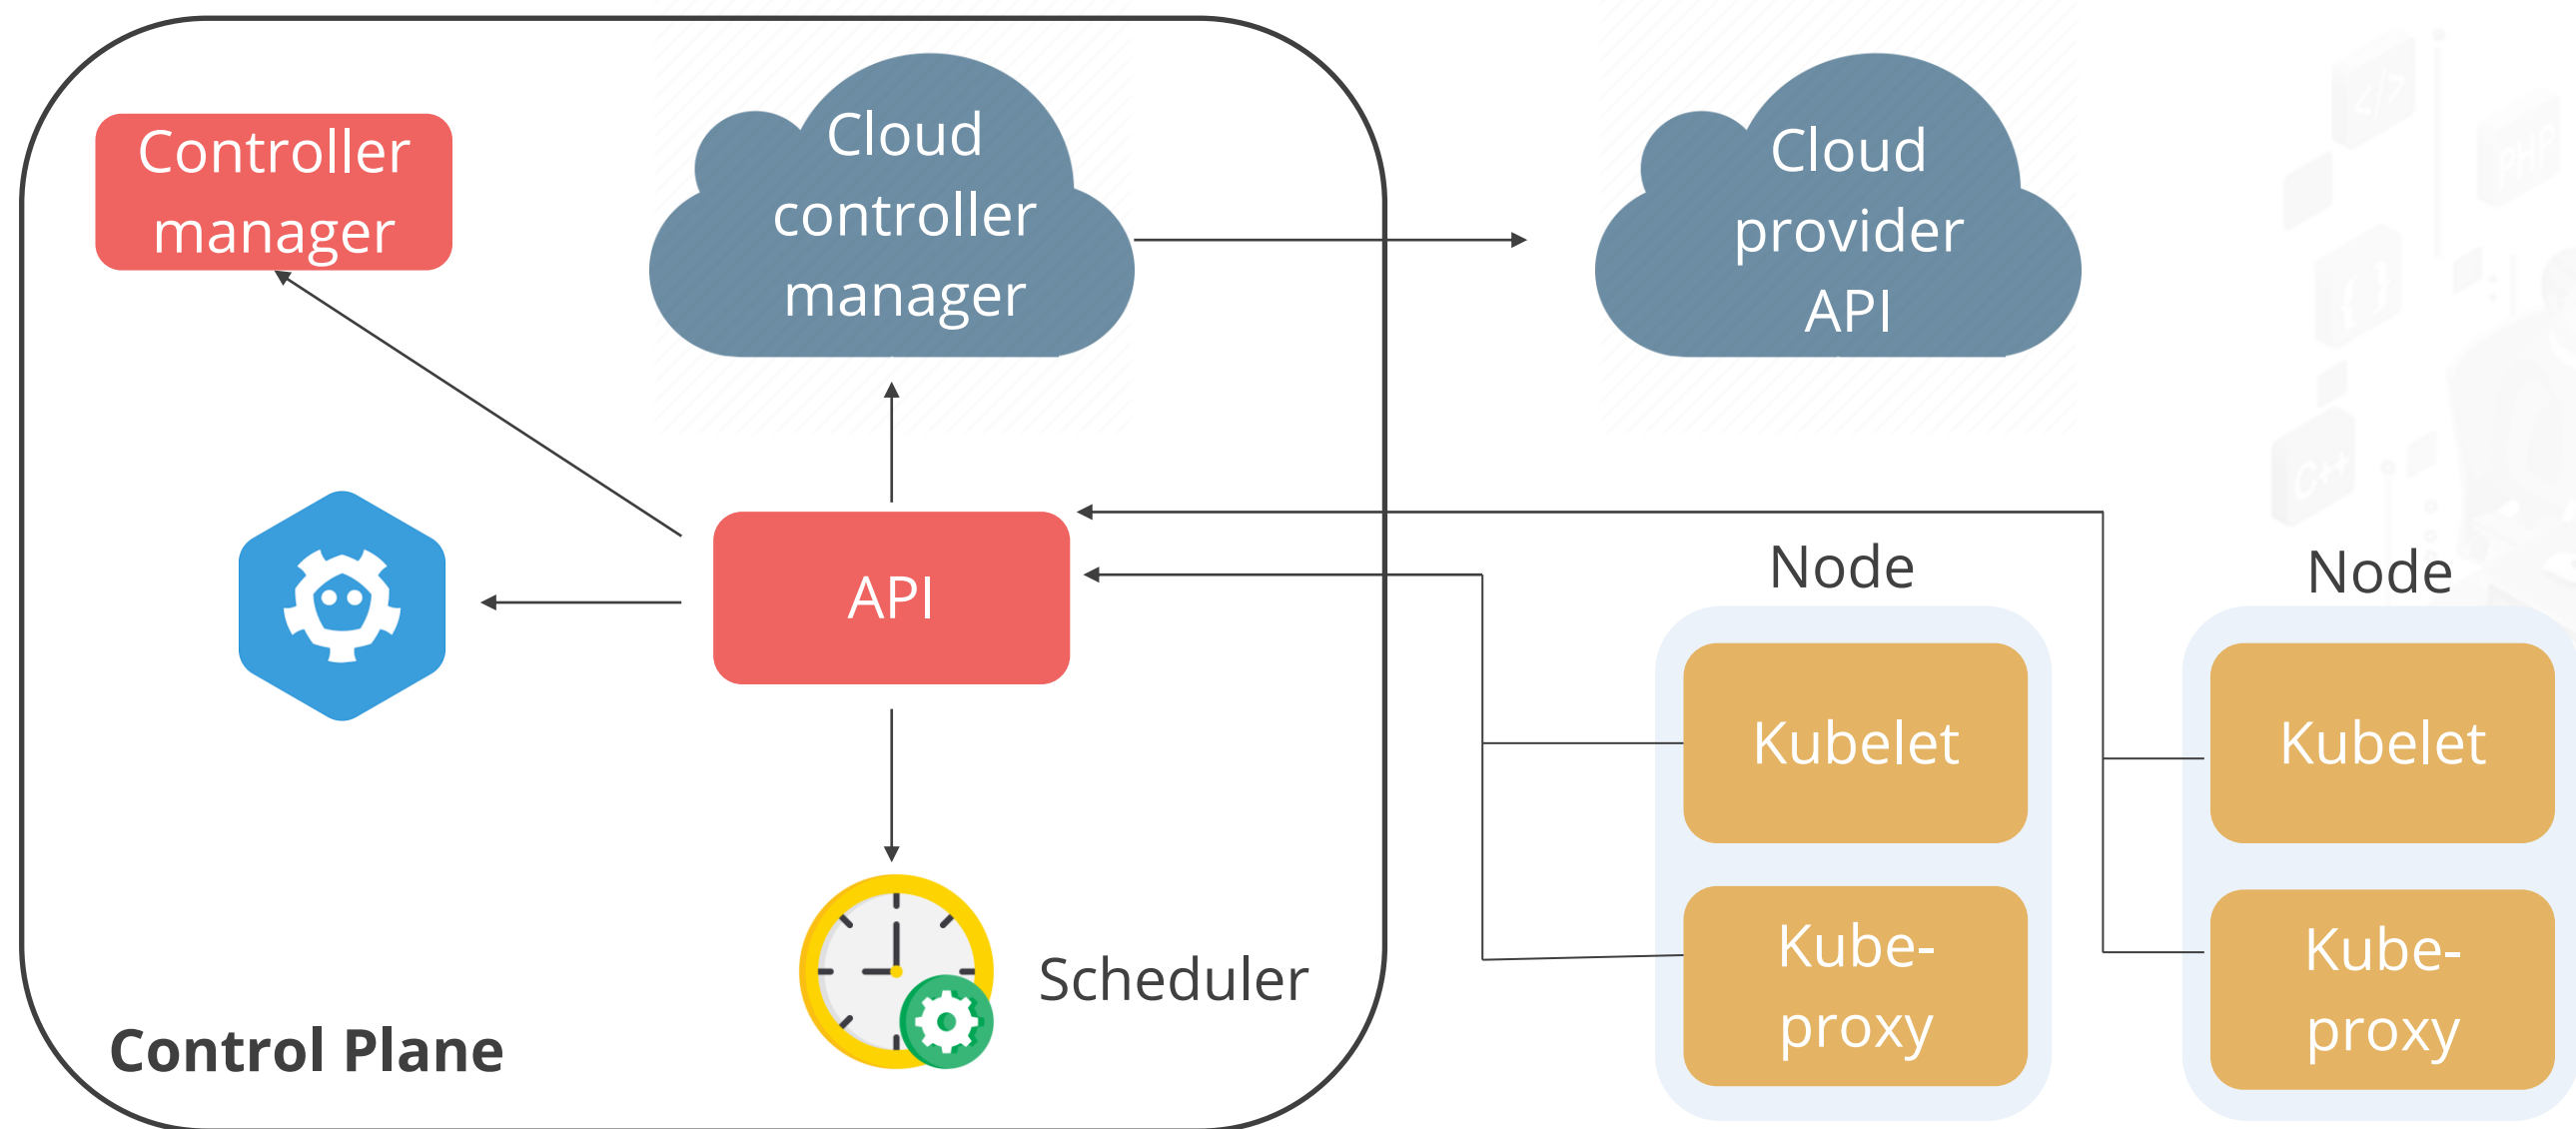 Controller
manager
Cloud
controller
manager
Cloud
provider
API
</>
PHP
{ }
C++
API
Node
Node
Kubelet
Kubelet
Kube-
proxy
Kube-
proxy
Scheduler
Control Plane